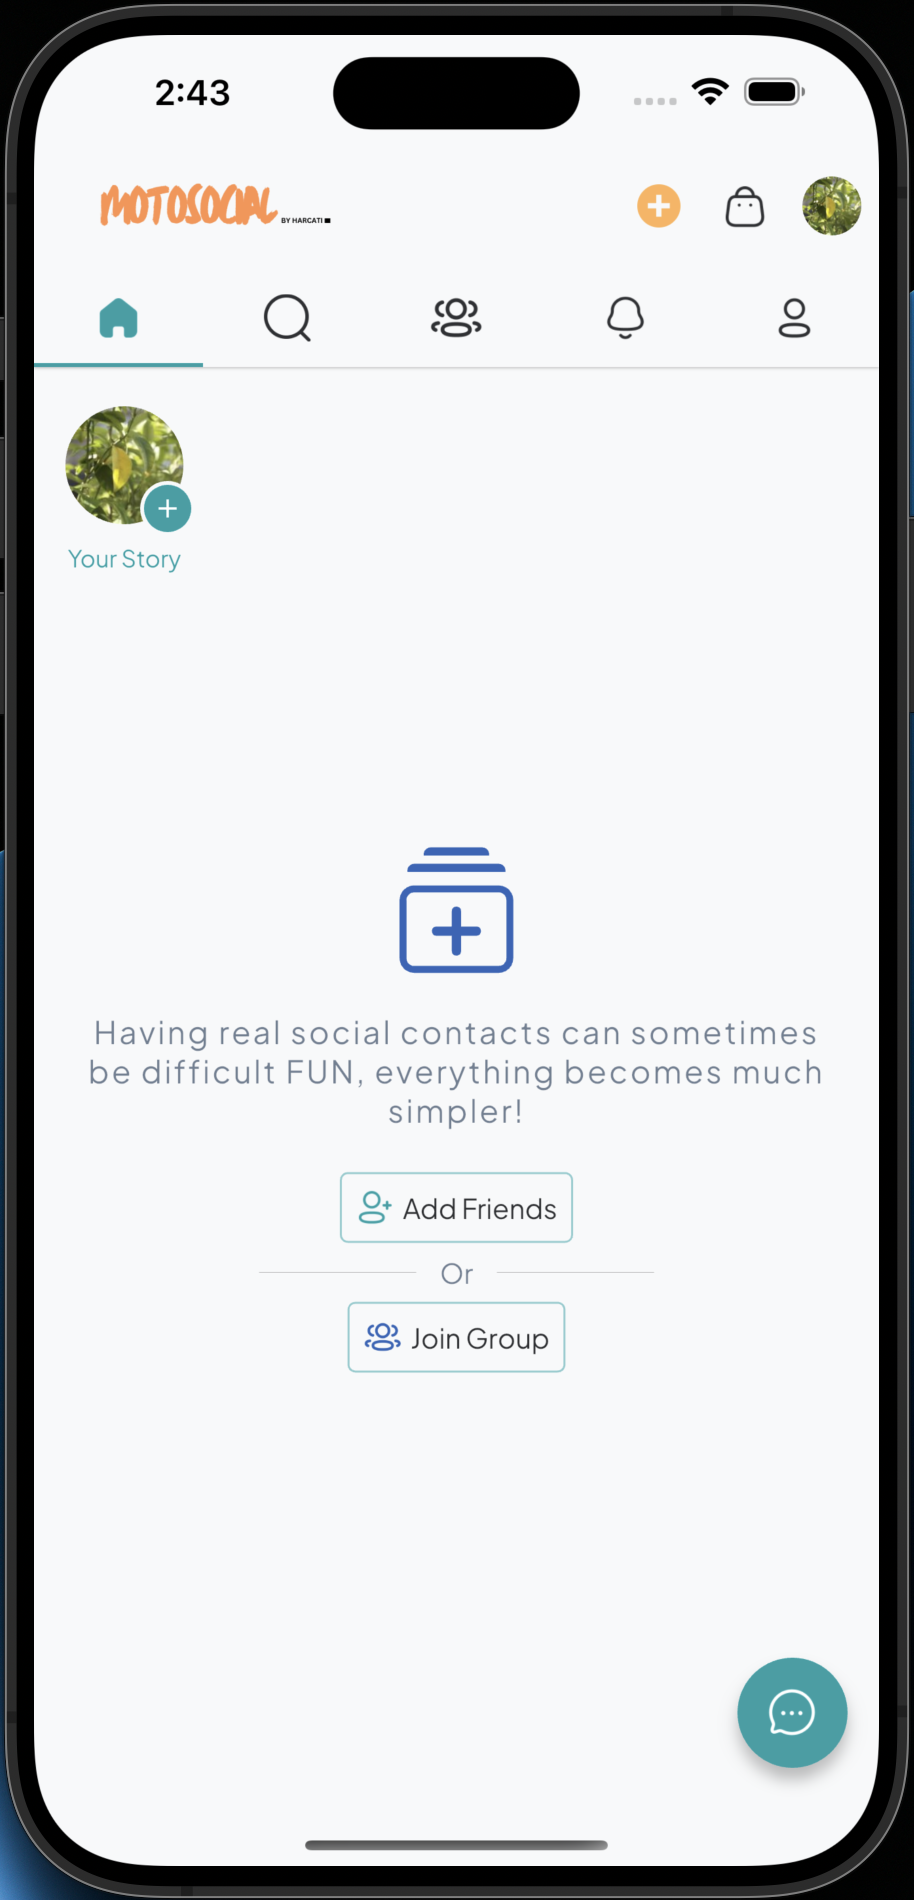 2:43
MOTOSOCIAL BY HARCATI
Your Story
Having real social contacts can sometimes
be difficult FUN, everything becomes much
simpler!
Add Friends
Or
Join Group